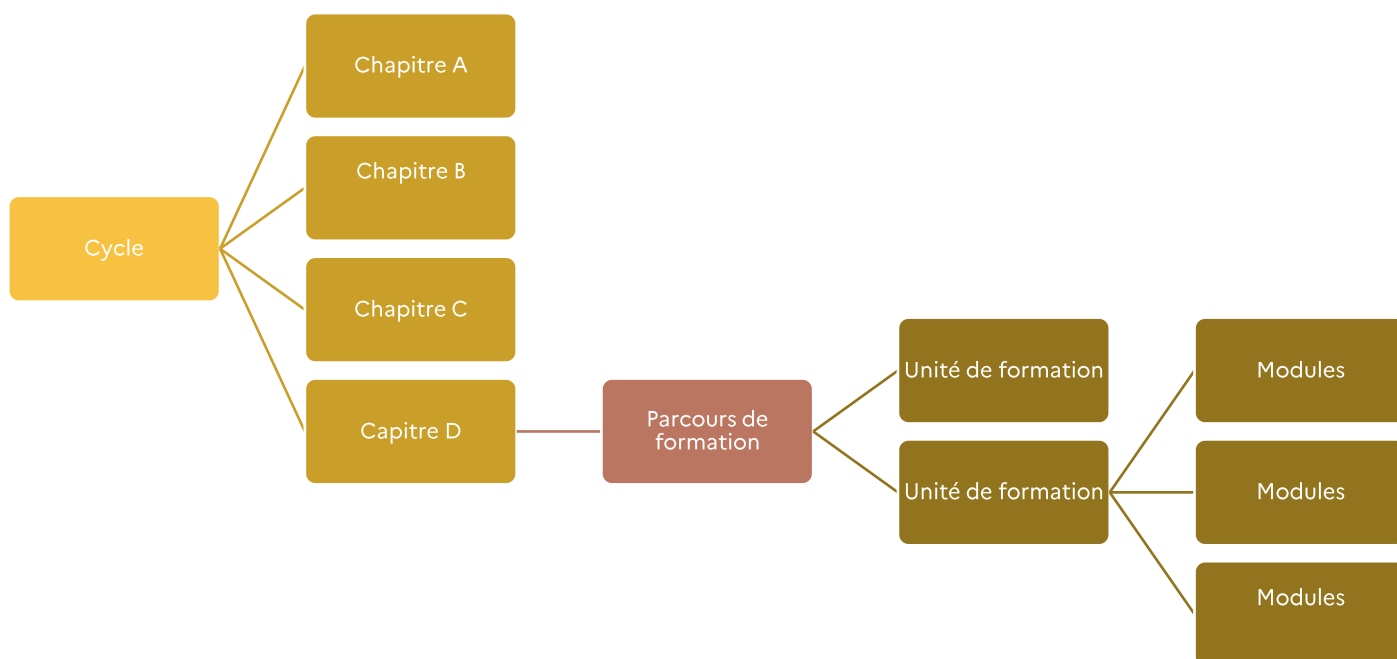 Chapitre A
Chapitre B
Cycle
Chapitre C
Capitre D
Parcours de
formation
Unité de formation
Unité de formation
Modules
Modules
Modules